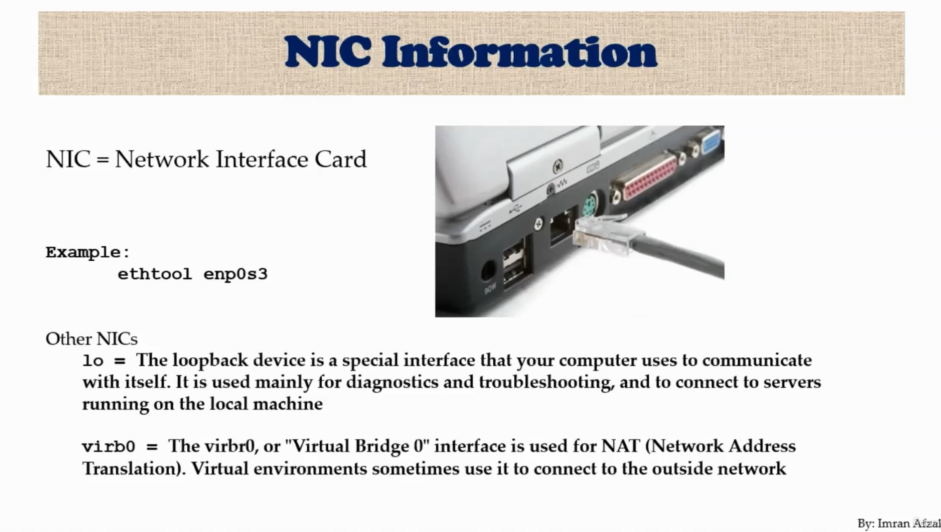 NIC Information
NIC = Network Interface Card
Example:
ethtool enp0s3
Other NICs
lo = The loopback device is a special interface that your computer uses to communicate
with itself. It is used mainly for diagnostics and troubleshooting, and to connect to servers
running on the local machine
virb0 = The virbr0, or "Virtual Bridge 0" interface is used for NAT (Network Address
Translation). Virtual environments sometimes use it to connect to the outside network
By: Imran Afzal